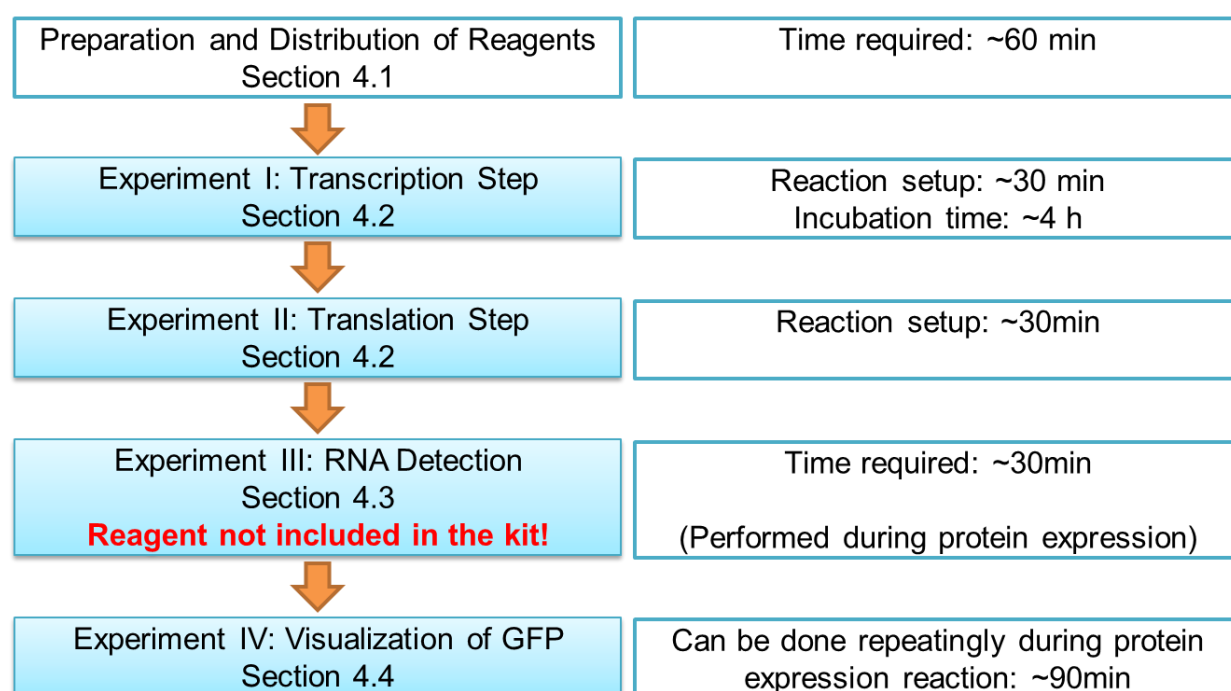 Preparation and Distribution of Reagents
Section 4.1
Time required: ~60 min
Experiment I: Transcription Step
Section 4.2
Reaction setup: ~30 min
Incubation time: ~4 h
Experiment II: Translation Step
Section 4.2
Reaction setup: ~30min
Experiment III: RNA Detection
Section 4.3
Reagent not included in the kit!
Time required: ~30min
(Performed during protein expression)
Experiment IV: Visualization of GFP
Section 4.4
Can be done repeatingly during protein
expression reaction: ~90min